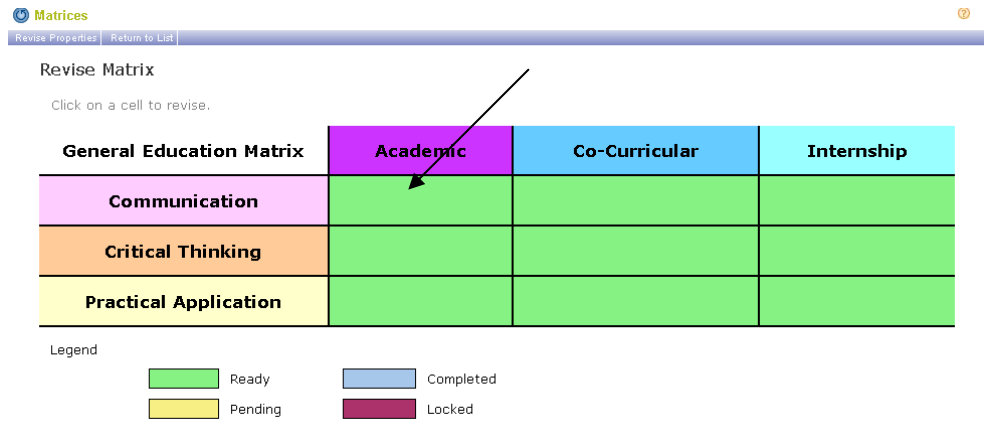 Matrices
Revise Properties | Return to List
Revise Matrix
Click on a cell to revise.
General Education Matrix Academic Co-Curricular Internship
Communication
Critical Thinking
Practical Application
Legend
Ready Completed
Pending Locked